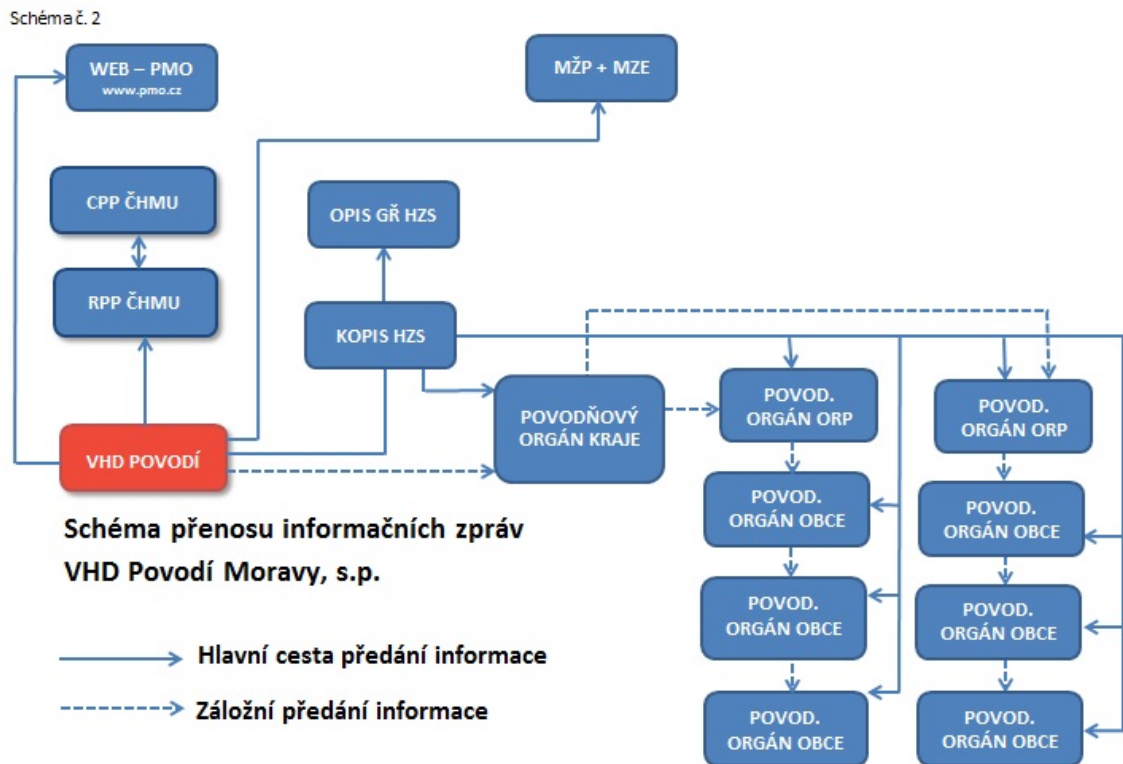 Schéma č. 2
WEB – PMO
www.pmo.cz
MŽP + MZE
CPP ČHMU
OPIS GŘ HZS
RPP ČHMU
KOPIS HZS
POVODŇOVÝ
ORGÁN KRAJE
POVOD.
ORGÁN ORP
POVOD.
ORGÁN ORP
VHD POVODÍ
POVOD.
ORGÁN OBCE
POVOD.
ORGÁN OBCE
Schéma přenosu informačních zpráv
VHD Povodí Moravy, s.p.
POVOD.
ORGÁN OBCE
POVOD.
ORGÁN OBCE
Hlavní cesta předání informace
Záložní předání informace
POVOD.
ORGÁN OBCE
POVOD.
ORGÁN OBCE